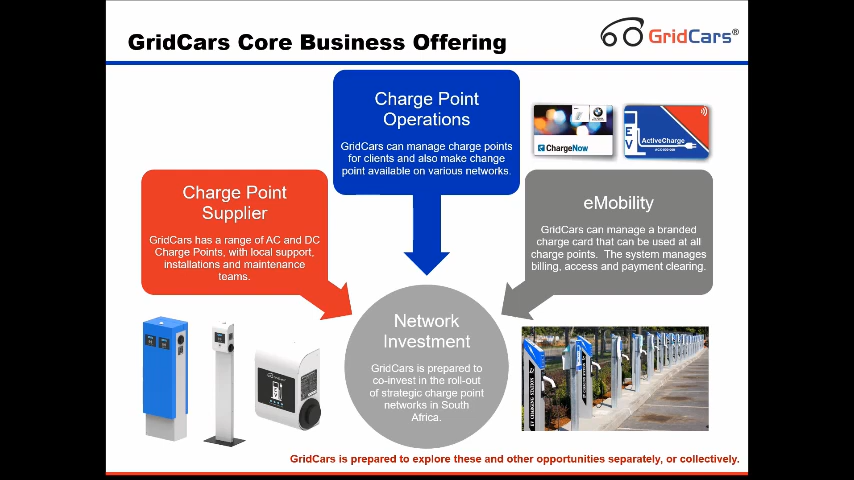 GridCars Core Business Offering
GridCars®
Charge Point
Operations
GridCars can manage charge points
for clients and also make change
point available on various networks.
ChargeNow
EV
ActiveCharge
Charge Point
Supplier
GridCars has a range of AC and DC
Charge Points, with local support,
installations and maintenance
teams.
eMobility
GridCars can manage a branded
charge card that can be used at all
charge points. The system manages
billing, access and payment clearing.
Network
Investment
GridCars is prepared to
co-invest in the roll-out
of strategic charge point
networks in South
Africa.
EV CHARGING STATION
GridCars is prepared to explore these and other opportunities separately, or collectively.